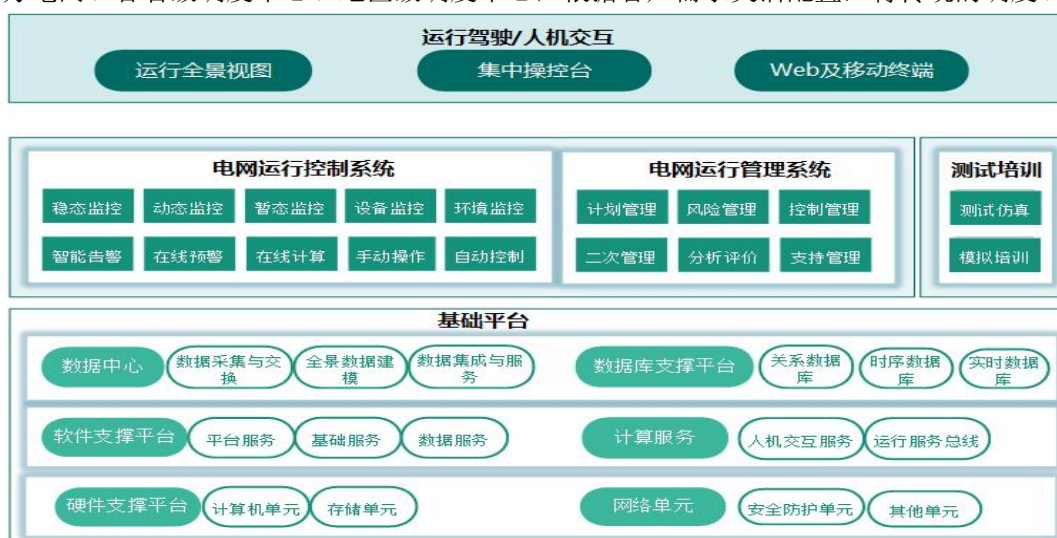 运行驾驶/人机交互
运行全景视图 集中操控台 Web及移动终端
电网运行控制系统 电网运行管理系统 测试培训
稳态监控 动态监控 暂态监控 设备监控 环境监控 计划管理 风险管理 控制管理 测试仿真
智能告警 在线预警 在线计算 手动操作 自动控制 二次管理 分析评价 支持管理 模拟培训
基础平台
数据中心 数据采集与交换 全景数据建模 数据集成与服务 数据库支撑平台 关系数据库 时序数据库 实时数据库
软件支撑平台 平台服务 基础服务 数据服务 计算服务 人机交互服务 运行服务总线
硬件支撑平台 计算机单元 存储单元 网络单元 安全防护单元 其他单元